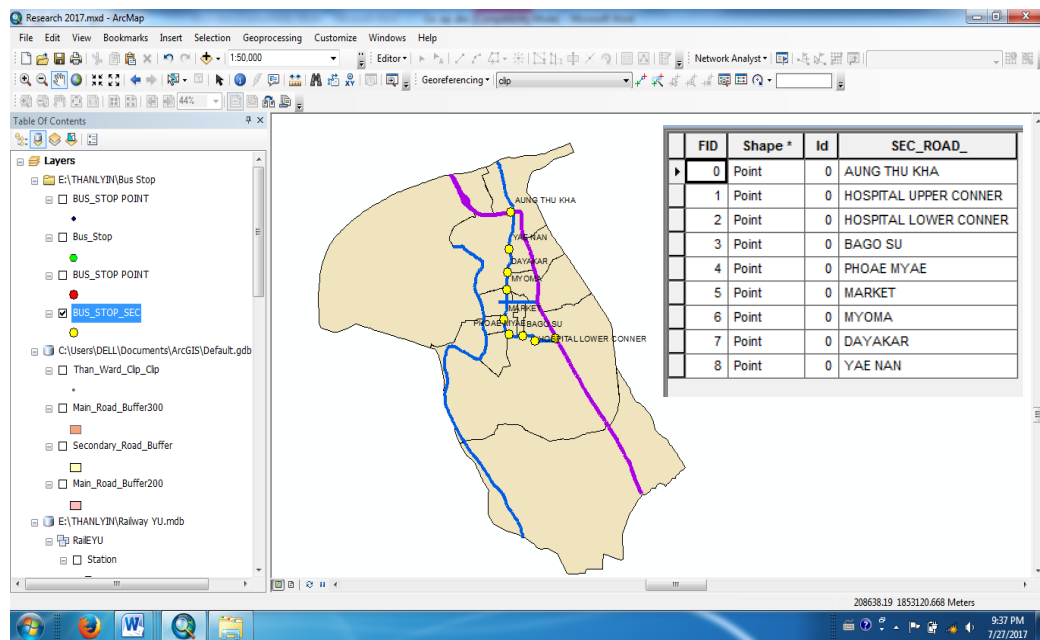 Research 2017.mxd - ArcMap
File Edit View Bookmarks Insert Selection Geoprocessing Customize Windows Help
1:50,000
Editor
Network Analyst
Georeferencing clip
44%
Table Of Contents
Layers
E:\THANLYIN\Bus Stop
BUS_STOP POINT
Bus_Stop
BUS_STOP POINT
BUS_STOP_SEC
C:\Users\DELL\Documents\ArcGIS\Default.gdb
Than_Ward_Clip_Clip
Main_Road_Buffer300
Secondary_Road_Buffer
Main_Road_Buffer200
E:\THANLYIN\Railway YU.mdb
RailEYU
Station
AUNG THU KHA
YAE NAN
DAYAKAR
MYOMA
MARKET
PHOAE MYAE BAGO SU
HOSPITAL LOWER CONNER
FID Shape * Id SEC_ROAD_
0 Point 0 AUNG THU KHA
1 Point 0 HOSPITAL UPPER CONNER
2 Point 0 HOSPITAL LOWER CONNER
3 Point 0 BAGO SU
4 Point 0 PHOAE MYAE
5 Point 0 MARKET
6 Point 0 MYOMA
7 Point 0 DAYAKAR
8 Point 0 YAE NAN
208638.19 1853120.668 Meters
9:37 PM
7/27/2017